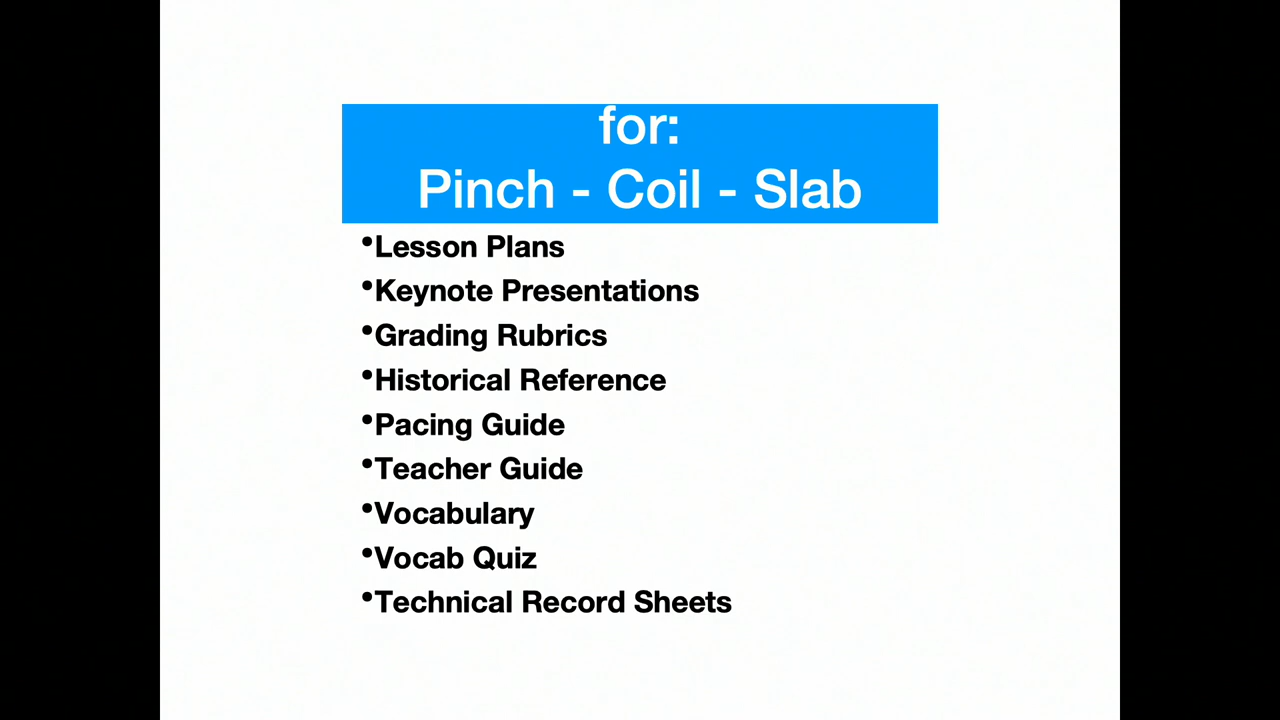 for:
Pinch - Coil - Slab
•Lesson Plans
•Keynote Presentations
•Grading Rubrics
•Historical Reference
•Pacing Guide
•Teacher Guide
•Vocabulary
•Vocab Quiz
•Technical Record Sheets